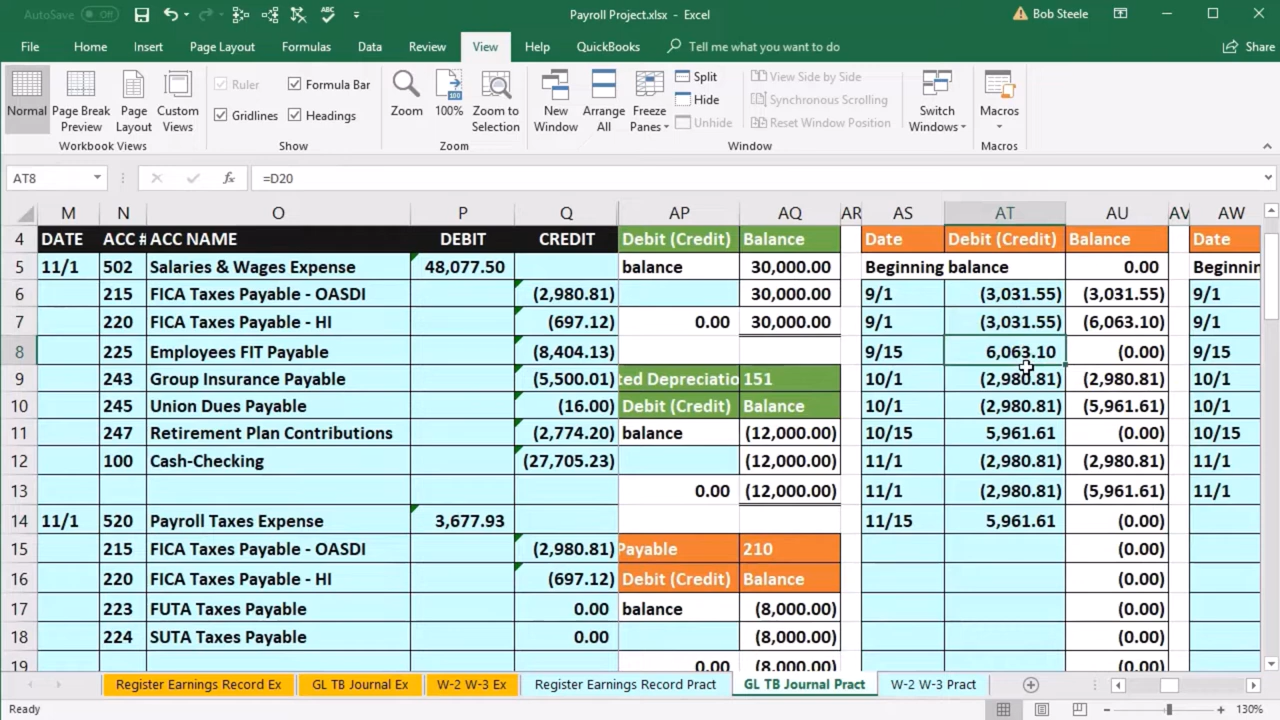 AutoSave Off Payroll Project.xlsx - Excel Bob Steele
File Home Insert Page Layout Formulas Data Review View Help QuickBooks Tell me what you want to do Share
Normal Page Break Preview Page Layout Custom Views
Workbook Views
Ruler Formula Bar
Gridlines Headings
Show
Zoom 100% Zoom to Selection
Zoom
New Window Arrange All Freeze Panes
Split
Hide
Unhide
View Side by Side
Synchronous Scrolling
Reset Window Position
Switch Windows
Window
Macros
Macros
AT8 fx =D20
M N O P Q AP AQ AR AS AT AU AV AW
4 DATE ACC # ACC NAME DEBIT CREDIT Debit (Credit) Balance Date Debit (Credit) Balance Date
5 11/1 502 Salaries & Wages Expense 48,077.50 balance 30,000.00 Beginning balance 0.00 Beginnin
6 215 FICA Taxes Payable - OASDI (2,980.81) 30,000.00 9/1 (3,031.55) (3,031.55) 9/1
7 220 FICA Taxes Payable - HI (697.12) 0.00 30,000.00 9/1 (3,031.55) (6,063.10) 9/1
8 225 Employees FIT Payable (8,404.13) 9/15 6,063.10 (0.00) 9/15
9 243 Group Insurance Payable (5,500.01) ted Depreciatio 151 10/1 (2,980.81) (2,980.81) 10/1
10 245 Union Dues Payable (16.00) Debit (Credit) Balance 10/1 (2,980.81) (5,961.61) 10/1
11 247 Retirement Plan Contributions (2,774.20) balance (12,000.00) 10/15 5,961.61 (0.00) 10/15
12 100 Cash-Checking (27,705.23) (12,000.00) 11/1 (2,980.81) (2,980.81) 11/1
13 0.00 (12,000.00) 11/1 (2,980.81) (5,961.61) 11/1
14 11/1 520 Payroll Taxes Expense 3,677.93 11/15 5,961.61 (0.00)
15 215 FICA Taxes Payable - OASDI (2,980.81) Payable 210 (0.00)
16 220 FICA Taxes Payable - HI (697.12) Debit (Credit) Balance (0.00)
17 223 FUTA Taxes Payable 0.00 balance (8,000.00) (0.00)
18 224 SUTA Taxes Payable 0.00 (8,000.00) (0.00)
19 0.00 (8,000.00) (0.00)
Register Earnings Record Ex GL TB Journal Ex W-2 W-3 Ex Register Earnings Record Pract GL TB Journal Pract W-2 W-3 Pract
Ready 130%